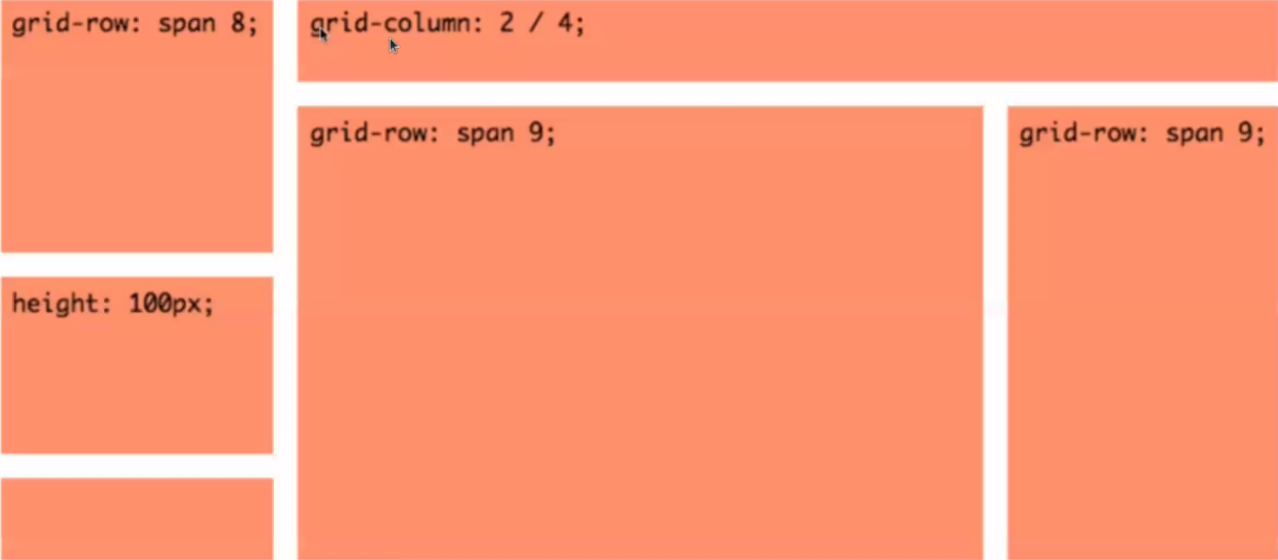 grid-row: span 8;
grid-column: 2 / 4;
grid-row: span 9;
grid-row: span 9;
height: 100px;